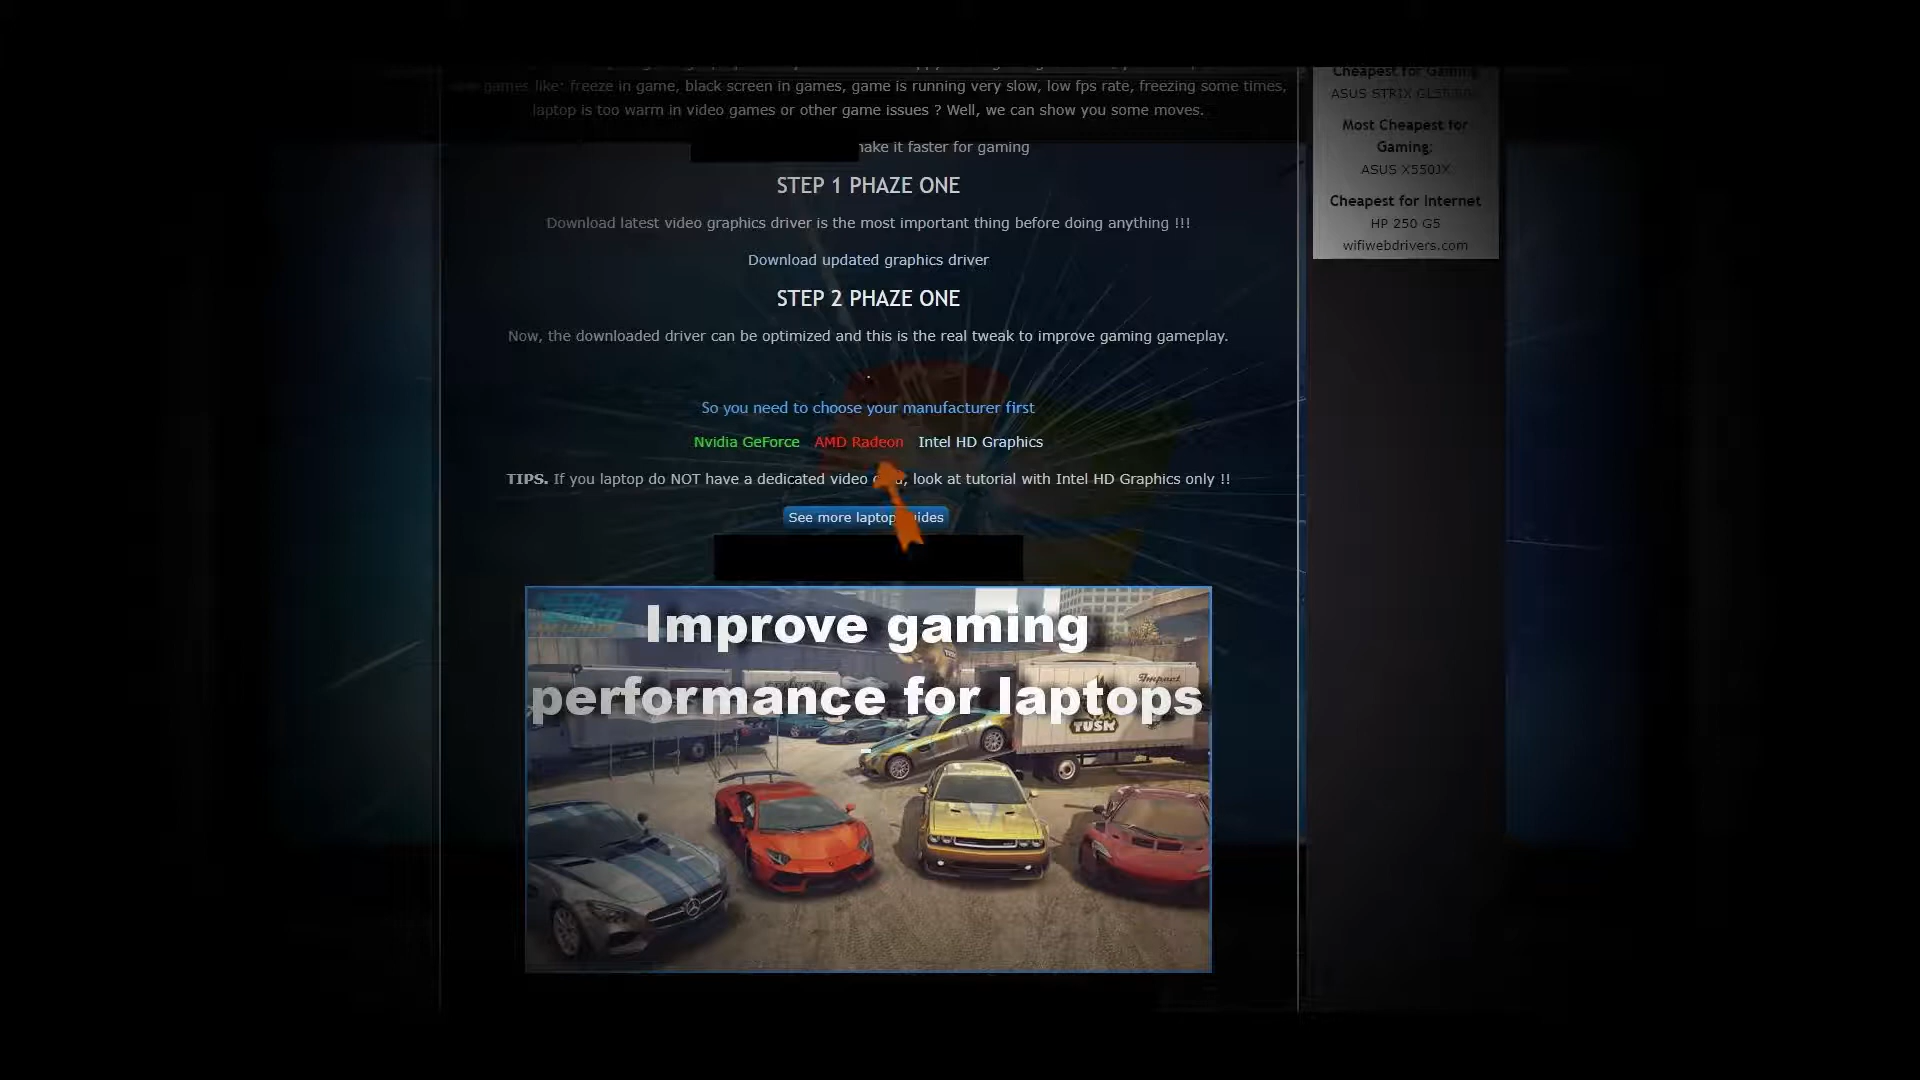 games like: freeze in game, black screen in games, game is running very slow, low fps rate, freezing some times,
laptop is too warm in video games or other game issues ? Well, we can show you some moves.
make it faster for gaming
STEP 1 PHAZE ONE
Download latest video graphics driver is the most important thing before doing anything !!!
Download updated graphics driver
STEP 2 PHAZE ONE
Now, the downloaded driver can be optimized and this is the real tweak to improve gaming gameplay.
.
So you need to choose your manufacturer first
Nvidia GeForce AMD Radeon Intel HD Graphics
TIPS. If you laptop do NOT have a dedicated video card, look at tutorial with Intel HD Graphics only !!
See more laptop guides
Improve gaming
performance for laptops
-
Impact
TUSK
Cheapest for Gaming
ASUS STRIX
Most Cheapest for
Gaming:
ASUS X550JX
Cheapest for Internet
HP 250 G5
wifiwebdrivers.com